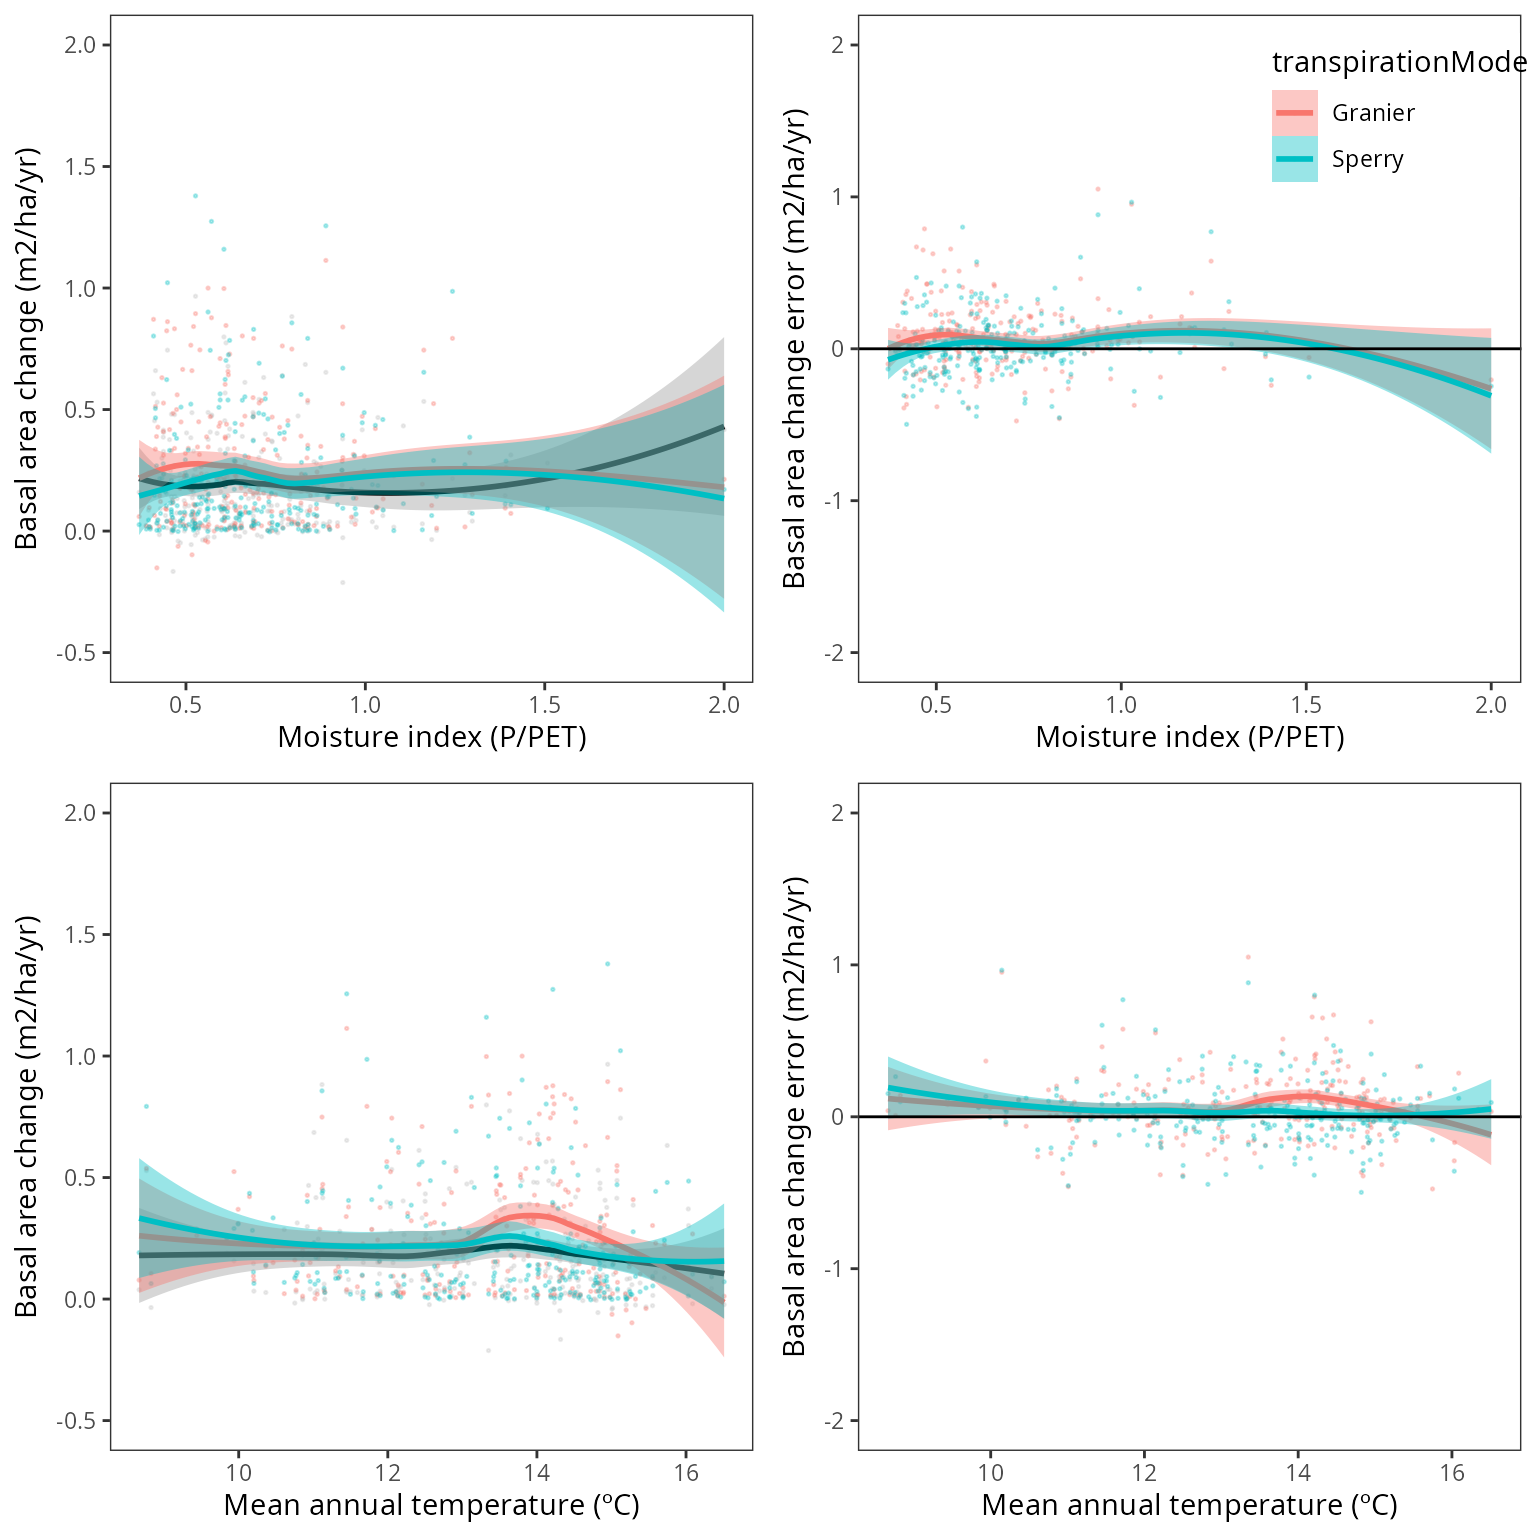 2.0
1.5
1.0
0.5
0.0
-0.5
Basal area change (m2/ha/yr)
0.5 1.0 1.5 2.0
Moisture index (P/PET)
2
1
0
-1
-2
Basal area change error (m2/ha/yr)
transpirationMode
Granier
Sperry
0.5 1.0 1.5 2.0
Moisture index (P/PET)
2.0
1.5
1.0
0.5
0.0
-0.5
Basal area change (m2/ha/yr)
10 12 14 16
Mean annual temperature (ºC)
2
1
0
-1
-2
Basal area change error (m2/ha/yr)
10 12 14 16
Mean annual temperature (ºC)